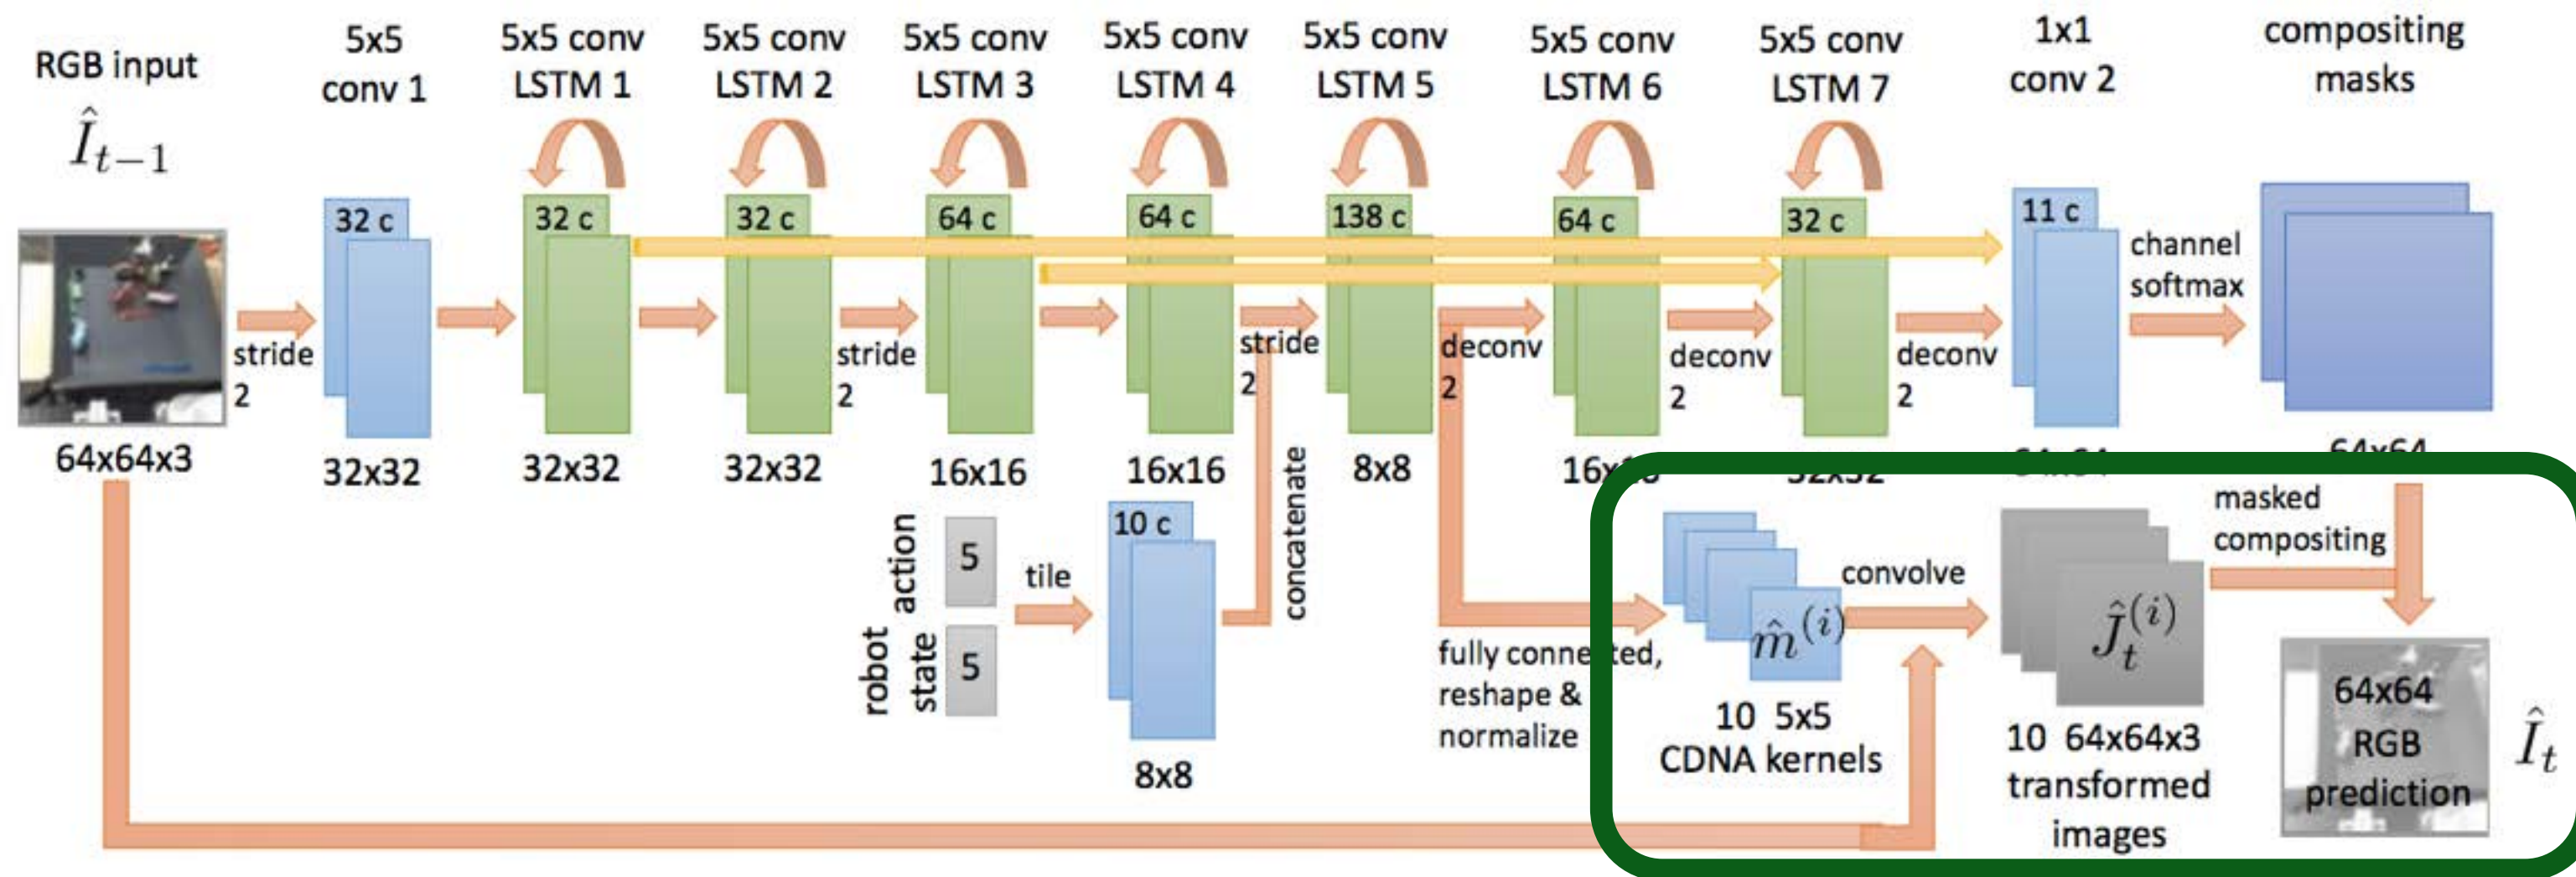 RGB input
Î_{t−1}
64x64x3
stride
2
5x5
conv 1
32 c
32x32
5x5 conv
LSTM 1
32 c
32x32
5x5 conv
LSTM 2
32 c
32x32
stride
2
5x5 conv
LSTM 3
64 c
16x16
5x5 conv
LSTM 4
64 c
16x16
stride
2
5x5 conv
LSTM 5
138 c
8x8
deconv
2
5x5 conv
LSTM 6
64 c
deconv
2
5x5 conv
LSTM 7
32 c
32x32
deconv
2
1x1
conv 2
11 c
channel
softmax
compositing
masks
64x64
action
5
robot
state
5
tile
10 c
8x8
concatenate
fully connected,
reshape &
normalize
m̂^{(i)}
10 5x5
CDNA kernels
convolve
Ĵ_t^{(i)}
10 64x64x3
transformed
images
masked
compositing
64x64
RGB
prediction
Î_t